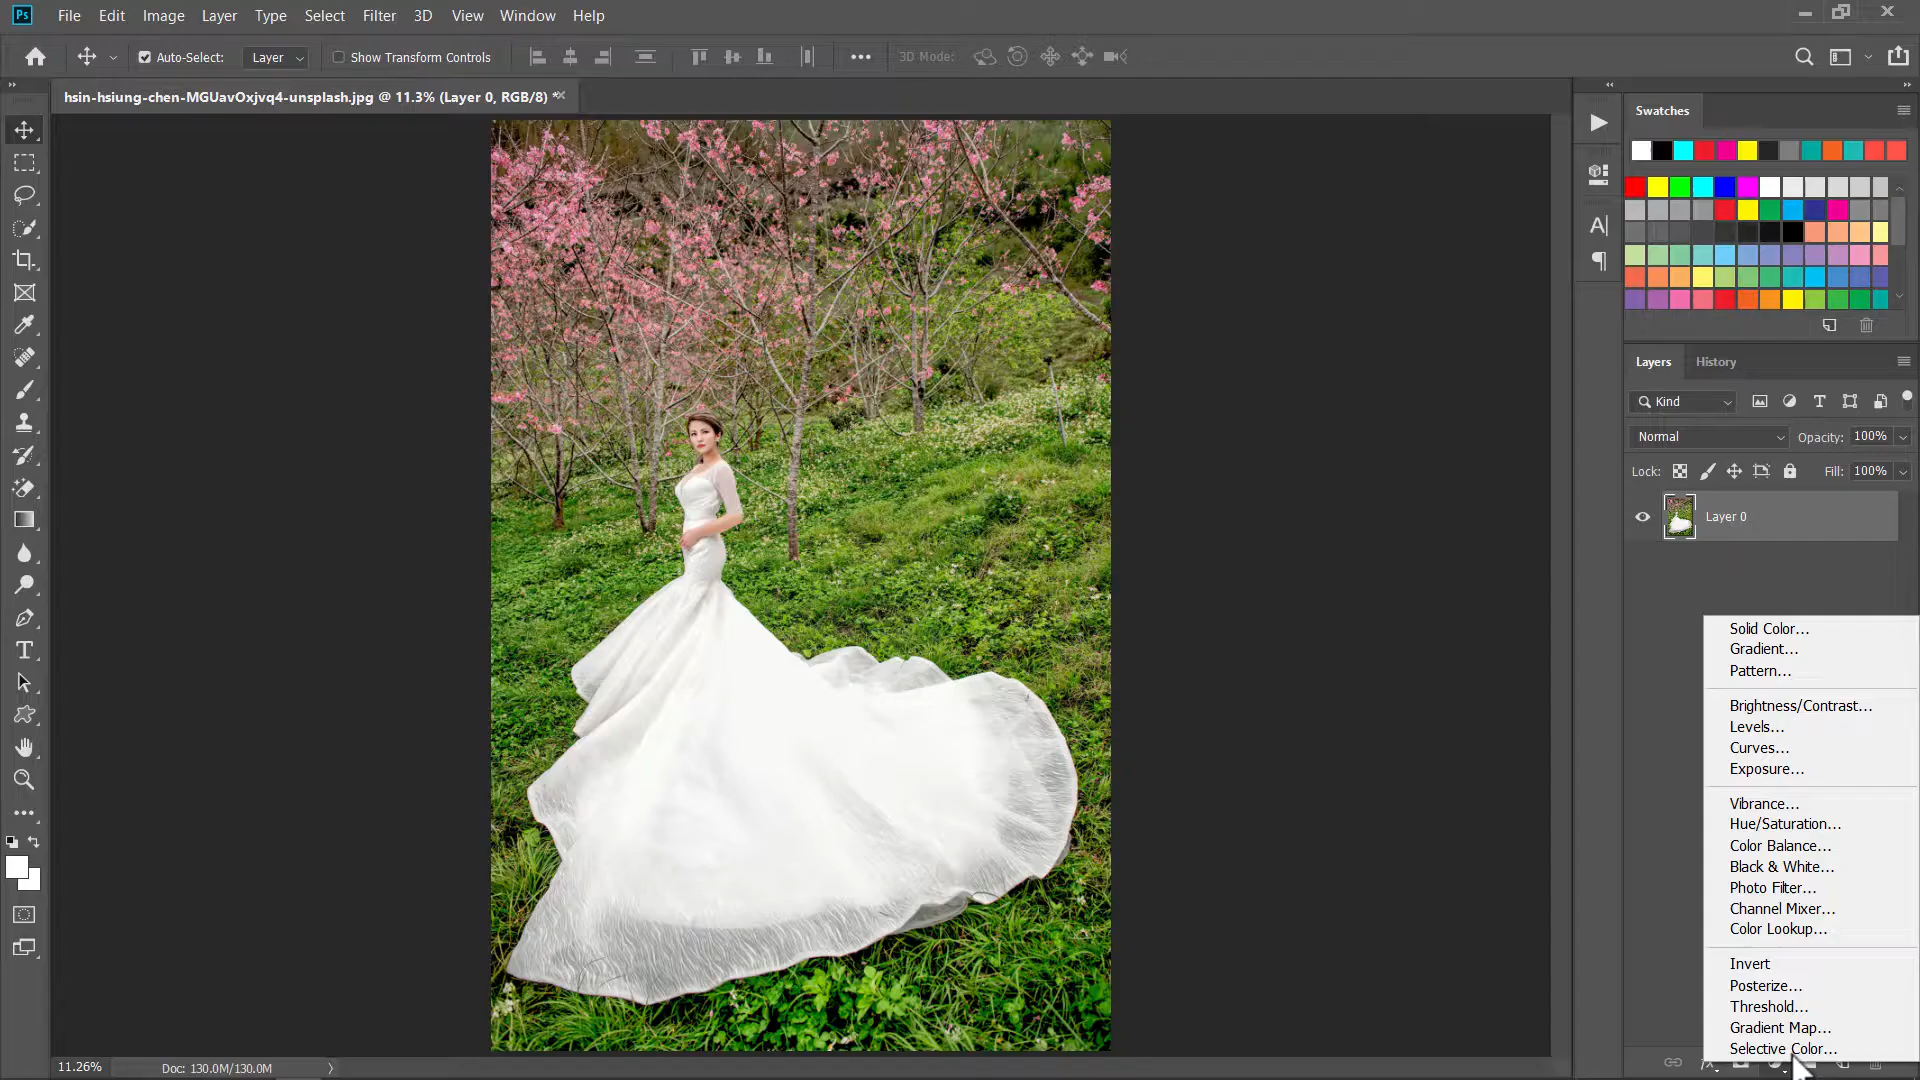 Ps File Edit Image Layer Type Select Filter 3D View Window Help
Auto-Select: Layer Show Transform Controls 3D Mode:
hsin-hsiung-chen-MGUavOxjvq4-unsplash.jpg @ 11.3% (Layer 0, RGB/8) *
Swatches
Layers History
Kind
Normal Opacity: 100%
Lock: Fill: 100%
Layer 0
Solid Color...
Gradient...
Pattern...
Brightness/Contrast...
Levels...
Curves...
Exposure...
Vibrance...
Hue/Saturation...
Color Balance...
Black & White...
Photo Filter...
Channel Mixer...
Color Lookup...
Invert
Posterize...
Threshold...
Gradient Map...
Selective Color...
11.26% Doc: 130.0M/130.0M